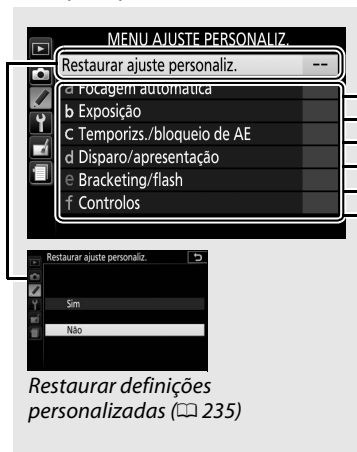 MENU AJUSTE PERSONALIZ.
Restaurar ajuste personaliz. --
a Focagem automática
b Exposição
c Temporizs./bloqueio de AE
d Disparo/apresentação
e Bracketing/flash
f Controlos
Restaurar ajuste personaliz.
Sim
Não
Restaurar definições
personalizadas (0 235)